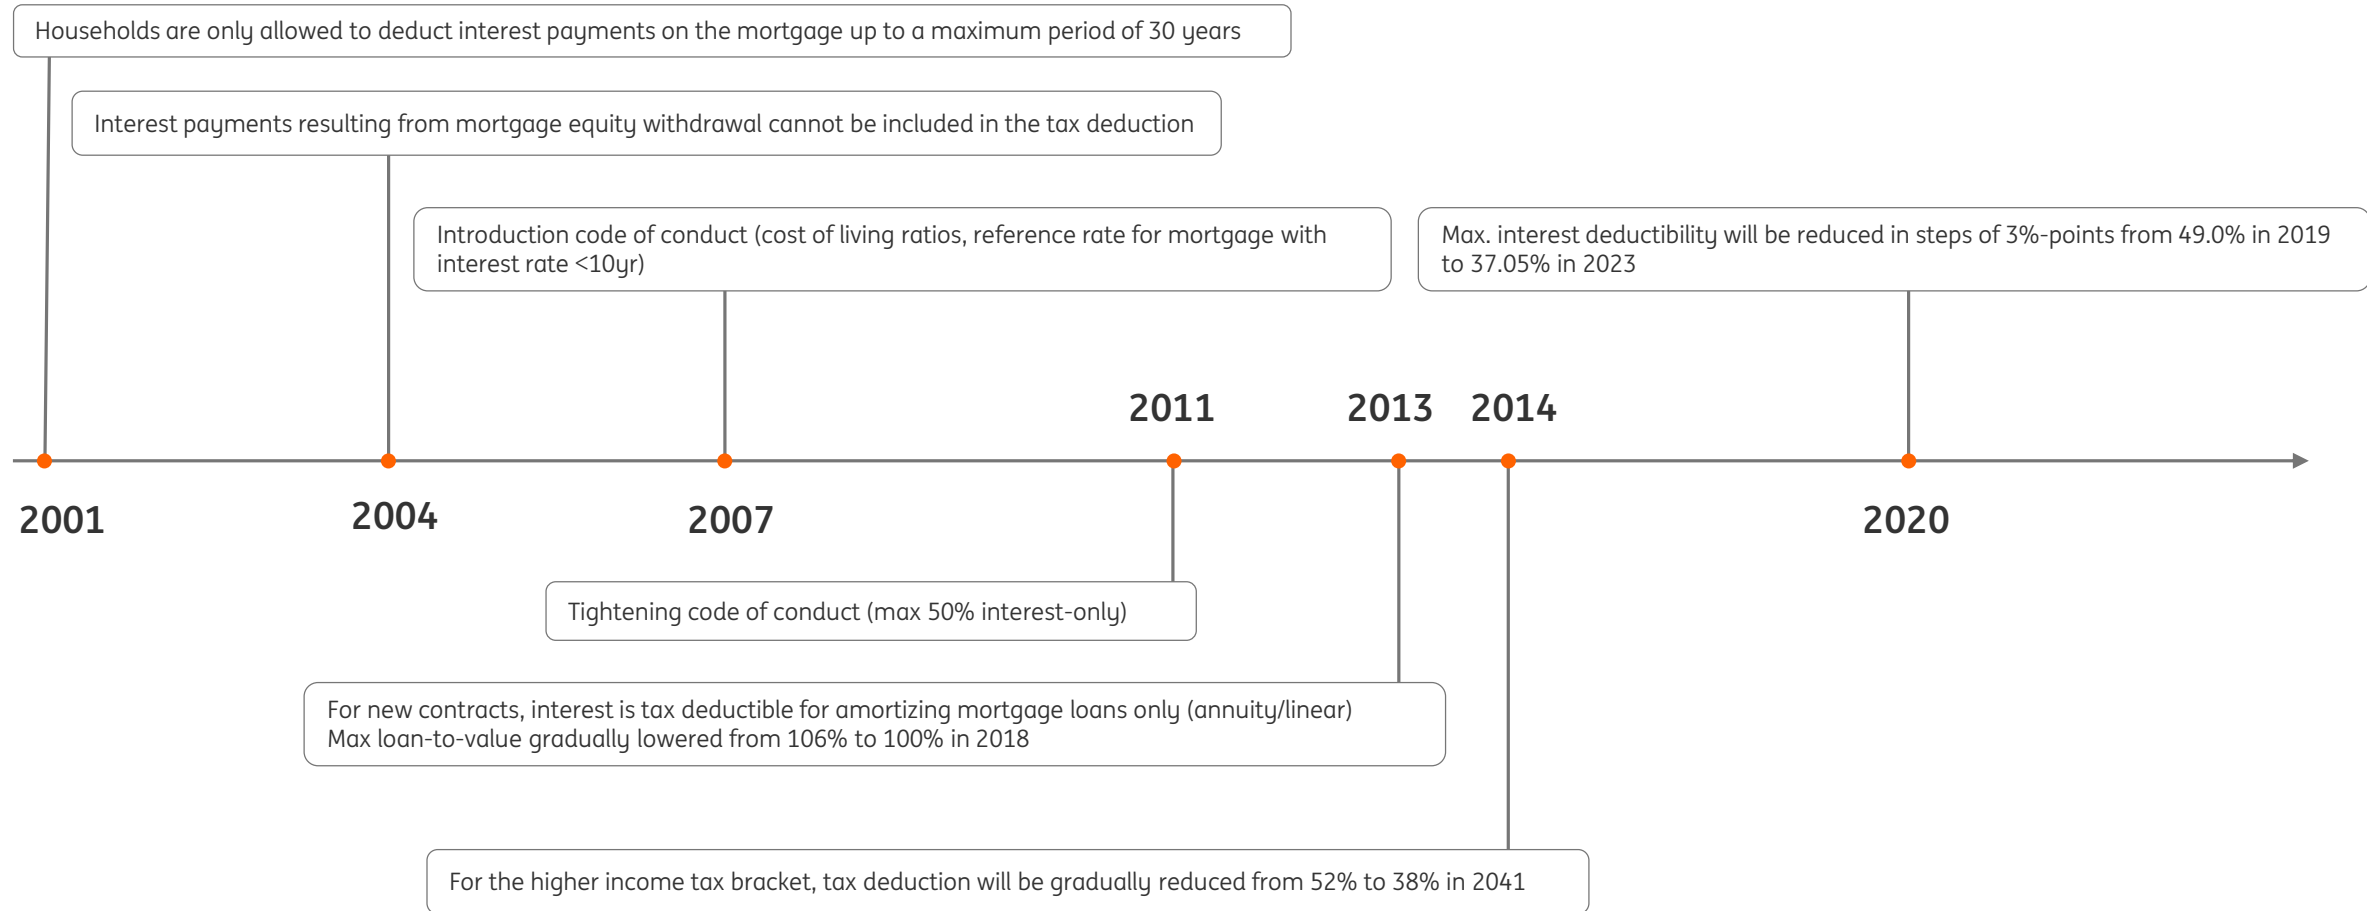 Households are only allowed to deduct interest payments on the mortgage up to a maximum period of 30 years
Interest payments resulting from mortgage equity withdrawal cannot be included in the tax deduction
Introduction code of conduct (cost of living ratios, reference rate for mortgage with
interest rate <10yr)
Max. interest deductibility will be reduced in steps of 3%-points from 49.0% in 2019
to 37.05% in 2023
2011
2013
2014
2001
2004
2007
2020
Tightening code of conduct (max 50% interest-only)
For new contracts, interest is tax deductible for amortizing mortgage loans only (annuity/linear)
Max loan-to-value gradually lowered from 106% to 100% in 2018
For the higher income tax bracket, tax deduction will be gradually reduced from 52% to 38% in 2041